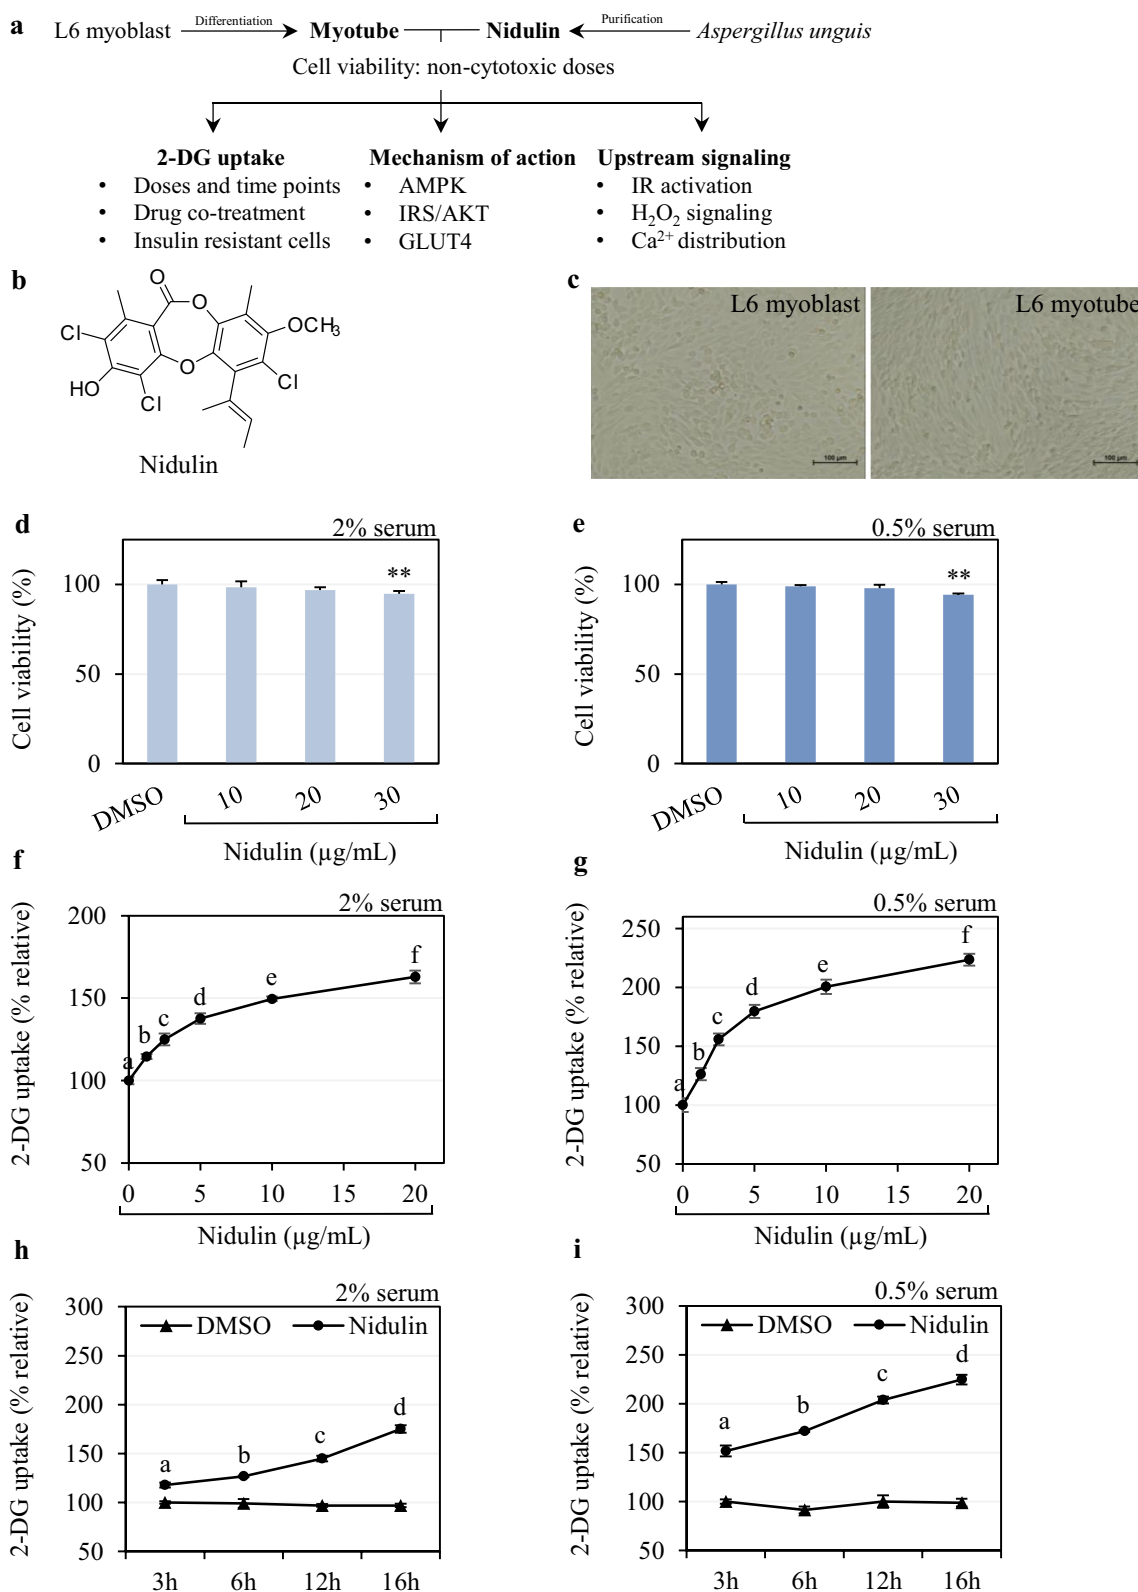 a
L6 myoblast Differentiation Myotube Nidulin Purification Aspergillus unguis
Cell viability: non-cytotoxic doses
2-DG uptake
• Doses and time points
• Drug co-treatment
• Insulin resistant cells
Mechanism of action
• AMPK
• IRS/AKT
• GLUT4
Upstream signaling
• IR activation
• H₂O₂ signaling
• Ca²⁺ distribution
b
O
O
O
OCH3
Cl
HO
Cl
Cl
Nidulin
c
L6 myoblast
100 µm
L6 myotube
100 µm
d
2% serum
Cell viability (%)
100
50
0
**
DMSO 10 20 30
Nidulin (µg/mL)
e
0.5% serum
Cell viability (%)
100
50
0
**
DMSO 10 20 30
Nidulin (µg/mL)
f
2% serum
2-DG uptake (% relative)
200
150
100
50
a b c d e f
0 5 10 15 20
Nidulin (µg/mL)
g
0.5% serum
2-DG uptake (% relative)
250
200
150
100
50
a b c d e f
0 5 10 15 20
Nidulin (µg/mL)
h
2% serum
2-DG uptake (% relative)
300
250
200
150
100
50
DMSO Nidulin
a b c d
3h 6h 12h 16h
i
0.5% serum
2-DG uptake (% relative)
300
250
200
150
100
50
DMSO Nidulin
a b c d
3h 6h 12h 16h